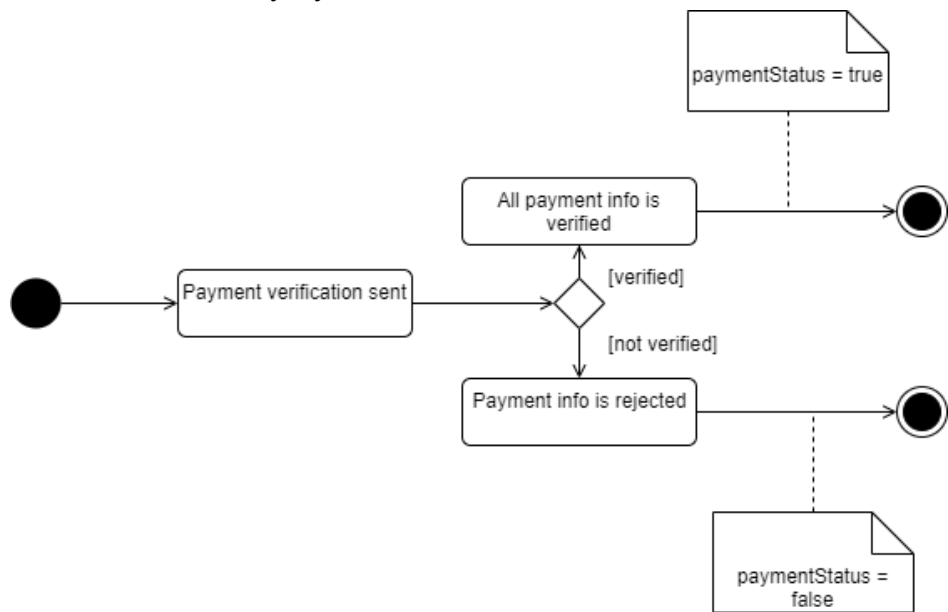 paymentStatus = true
All payment info is
verified
[verified]
Payment verification sent
[not verified]
Payment info is rejected
paymentStatus =
false